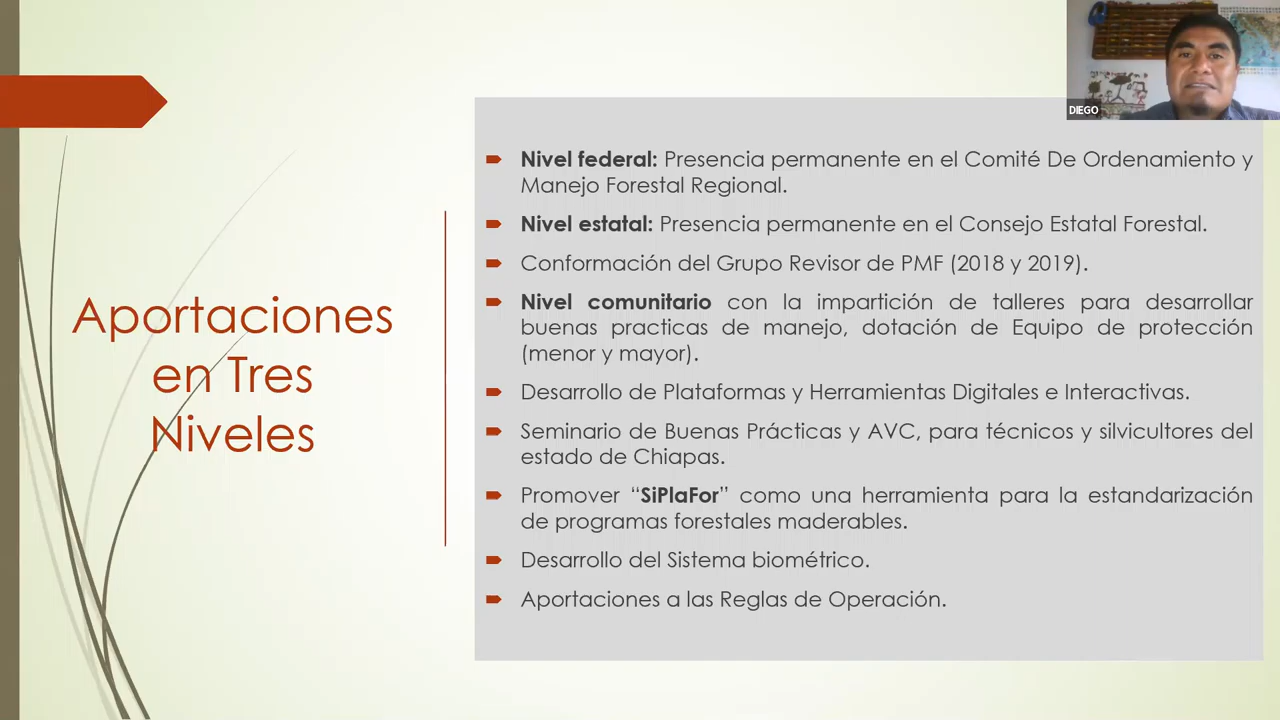 DIEGO
Aportaciones
en Tres
Niveles
Nivel federal: Presencia permanente en el Comité De Ordenamiento y
Manejo Forestal Regional.
Nivel estatal: Presencia permanente en el Consejo Estatal Forestal.
Conformación del Grupo Revisor de PMF (2018 y 2019).
Nivel comunitario con la impartición de talleres para desarrollar
buenas practicas de manejo, dotación de Equipo de protección
(menor y mayor).
Desarrollo de Plataformas y Herramientas Digitales e Interactivas.
Seminario de Buenas Prácticas y AVC, para técnicos y silvicultores del
estado de Chiapas.
Promover “SiPlaFor” como una herramienta para la estandarización
de programas forestales maderables.
Desarrollo del Sistema biométrico.
Aportaciones a las Reglas de Operación.